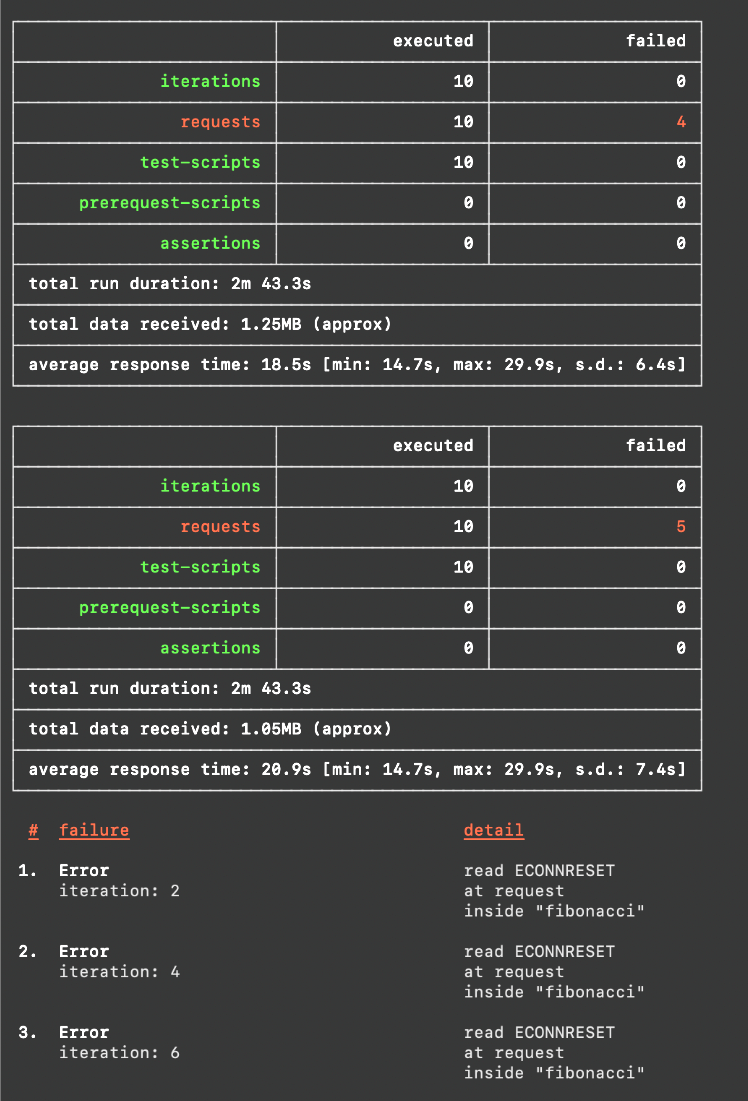 executed failed
iterations 10 0
requests 10 4
test-scripts 10 0
prerequest-scripts 0 0
assertions 0 0
total run duration: 2m 43.3s
total data received: 1.25MB (approx)
average response time: 18.5s [min: 14.7s, max: 29.9s, s.d.: 6.4s]
executed failed
iterations 10 0
requests 10 5
test-scripts 10 0
prerequest-scripts 0 0
assertions 0 0
total run duration: 2m 43.3s
total data received: 1.05MB (approx)
average response time: 20.9s [min: 14.7s, max: 29.9s, s.d.: 7.4s]
# failure detail
1. Error read ECONNRESET
iteration: 2 at request
inside "fibonacci"
2. Error read ECONNRESET
iteration: 4 at request
inside "fibonacci"
3. Error read ECONNRESET
iteration: 6 at request
inside "fibonacci"